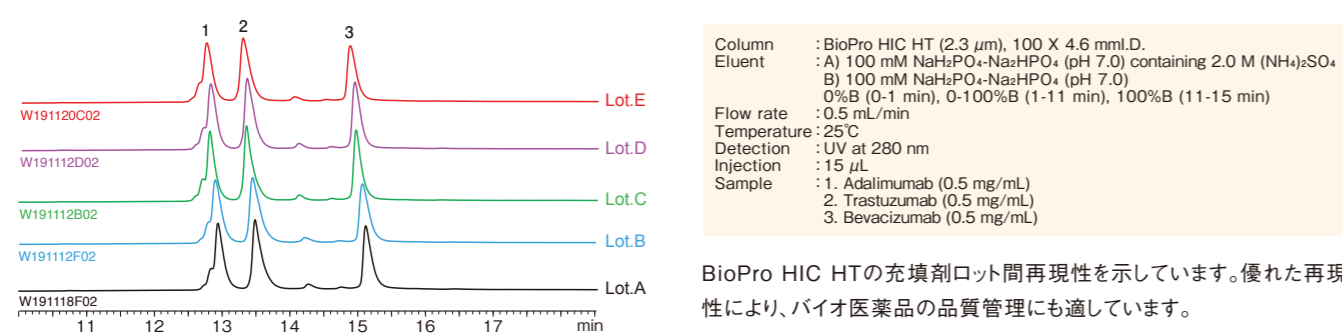 1 2 3
Lot.E
W191120C02
Lot.D
W191112D02
Lot.C
W191112B02
Lot.B
W191112F02
Lot.A
W191118F02
11 12 13 14 15 16 17 min
Column : BioPro HIC HT (2.3 μm), 100 X 4.6 mmI.D.
Eluent : A) 100 mM NaH₂PO₄-Na₂HPO₄ (pH 7.0) containing 2.0 M (NH₄)₂SO₄
B) 100 mM NaH₂PO₄-Na₂HPO₄ (pH 7.0)
0%B (0-1 min), 0-100%B (1-11 min), 100%B (11-15 min)
Flow rate : 0.5 mL/min
Temperature : 25℃
Detection : UV at 280 nm
Injection : 15 μL
Sample : 1. Adalimumab (0.5 mg/mL)
2. Trastuzumab (0.5 mg/mL)
3. Bevacizumab (0.5 mg/mL)
BioPro HIC HTの充填剤ロット間再現性を示しています。優れた再現
性により、バイオ医薬品の品質管理にも適しています。